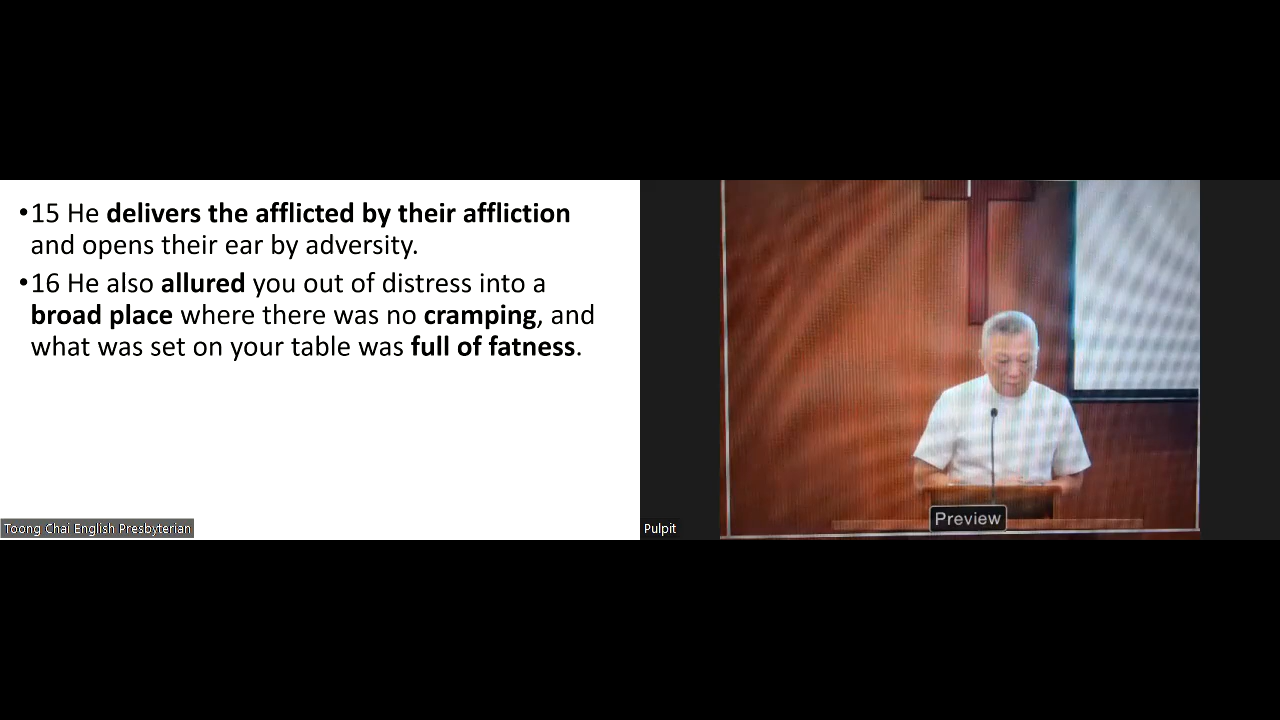 •15 He delivers the afflicted by their affliction
and opens their ear by adversity.
•16 He also allured you out of distress into a
broad place where there was no cramping, and
what was set on your table was full of fatness.
Toong Chai English Presbyterian
Preview
Pulpit